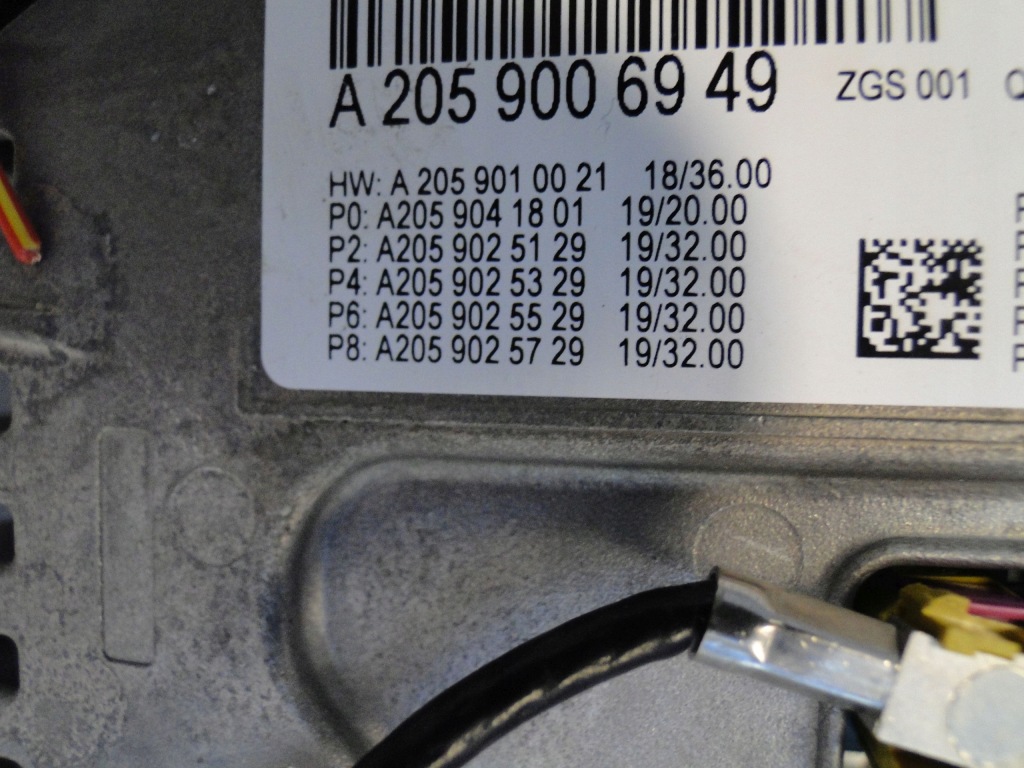 A 205 900 69 49 ZGS 001 Q
HW: A 205 901 00 21 18/36.00
P0: A205 904 18 01 19/20.00
P2: A205 902 51 29 19/32.00
P4: A205 902 53 29 19/32.00
P6: A205 902 55 29 19/32.00
P8: A205 902 57 29 19/32.00